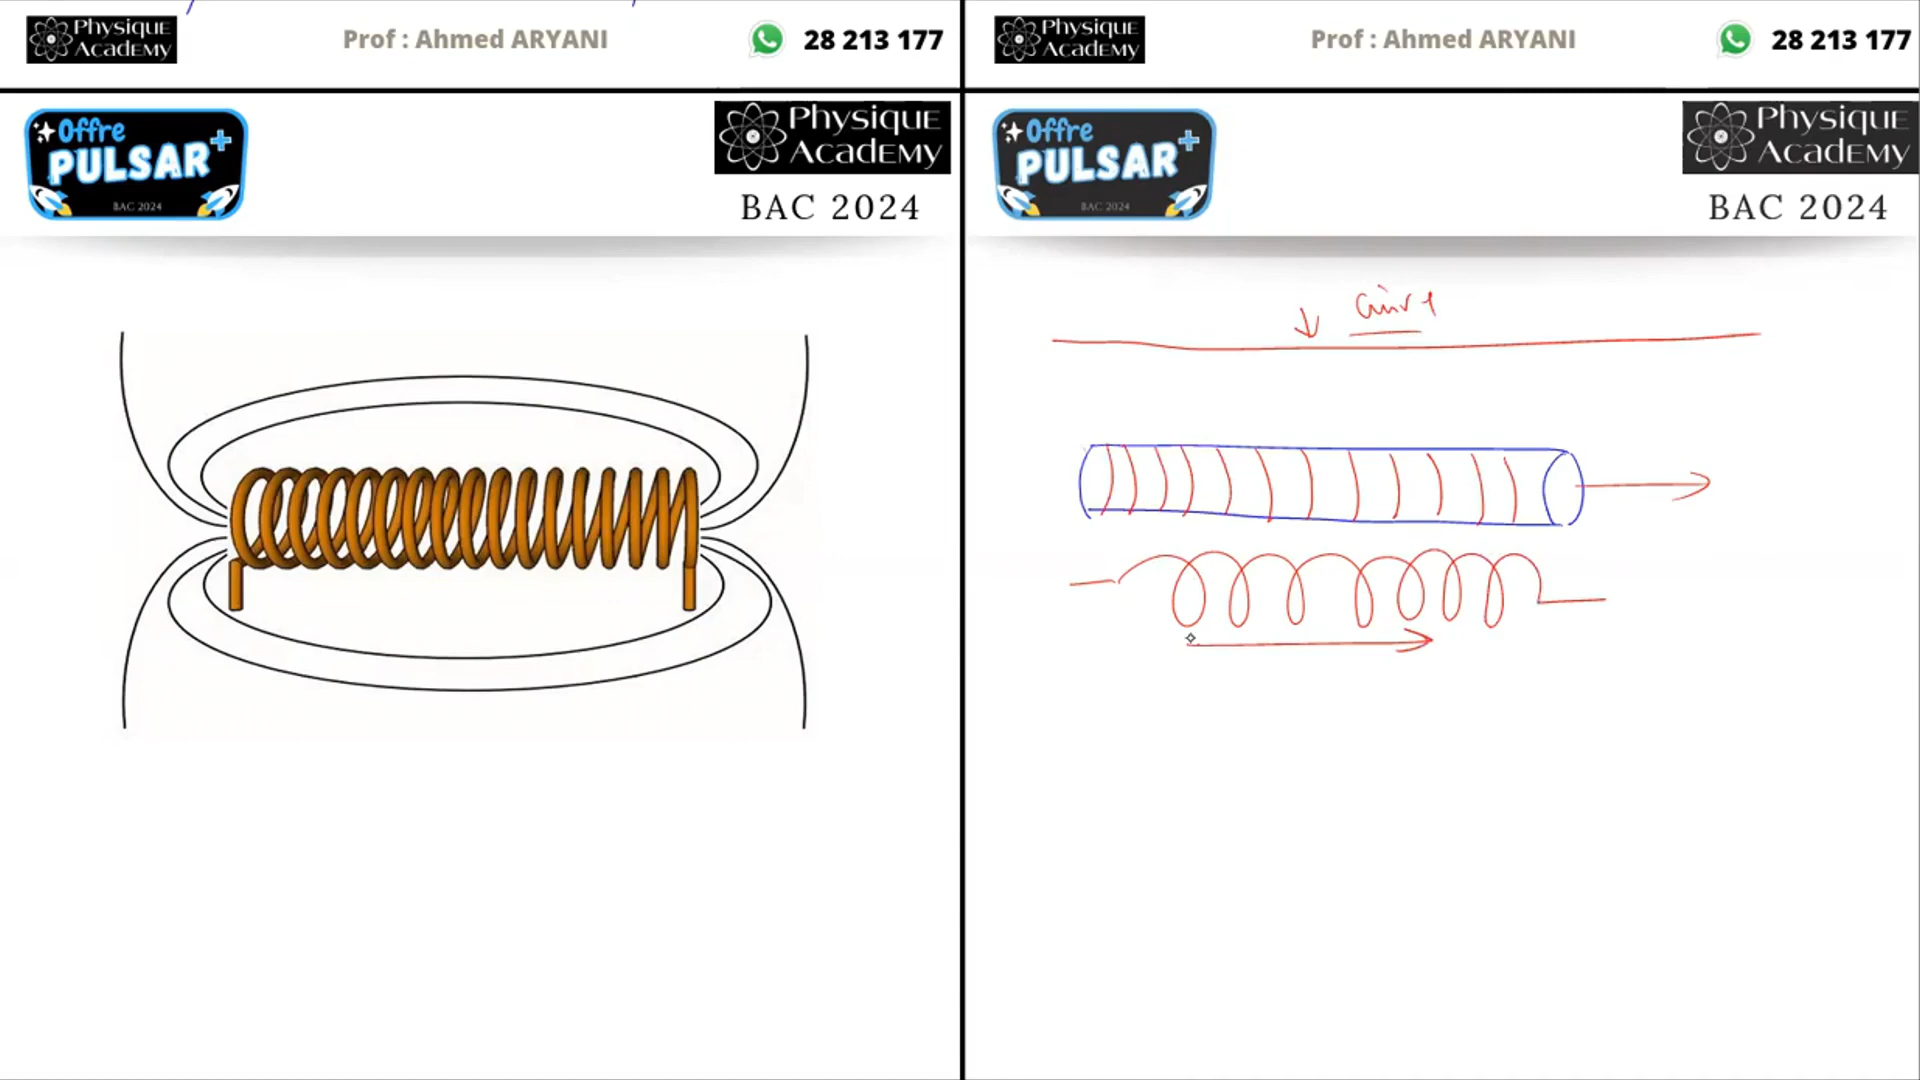 Physique
Academy
Prof : Ahmed ARYANI
28 213 177
Offre
PULSAR+
BAC 2024
Physique
Academy
BAC 2024
Physique
Academy
Prof : Ahmed ARYANI
28 213 177
Offre
PULSAR+
BAC 2024
Physique
Academy
BAC 2024